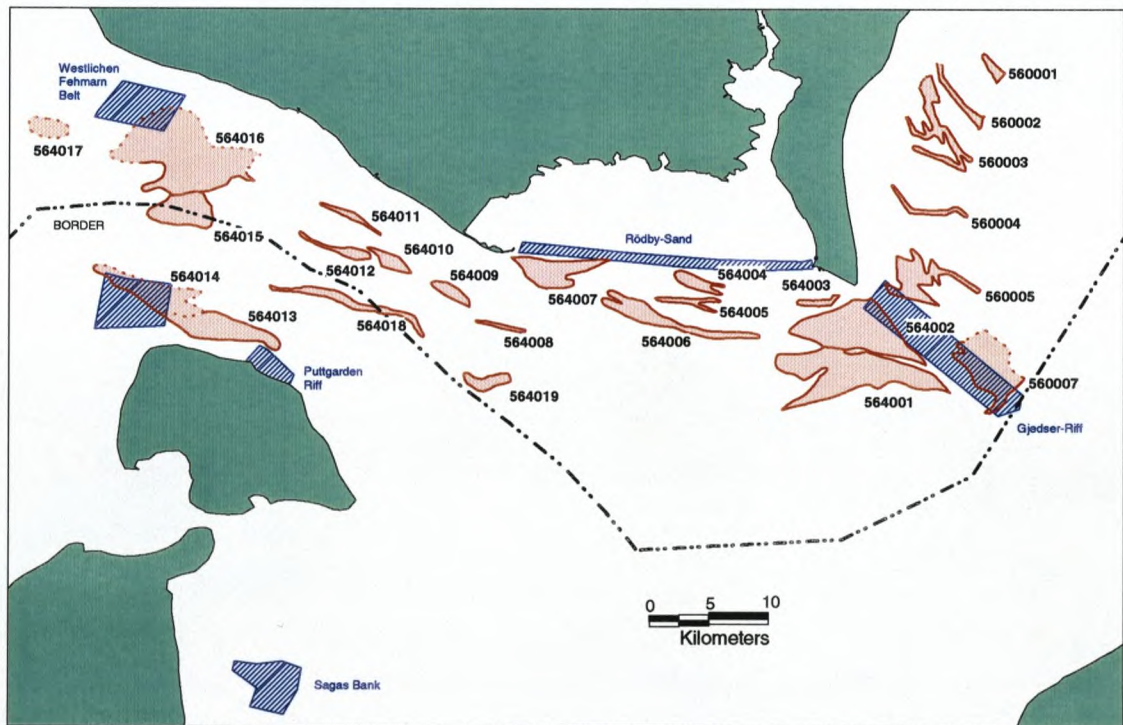 Westlichen
Fehmarn
Belt
560001
560002
560003
564016
564017
560004
564011
BORDER
564015
Rödby-Sand
564010
564012
564009
564004
564003
564014
564007
564005
560005
564013
564018
564008
564006
564002
Puttgarden
Riff
564019
564001
560007
Gjødser-Riff
0 5 10
Kilometers
Sagas Bank